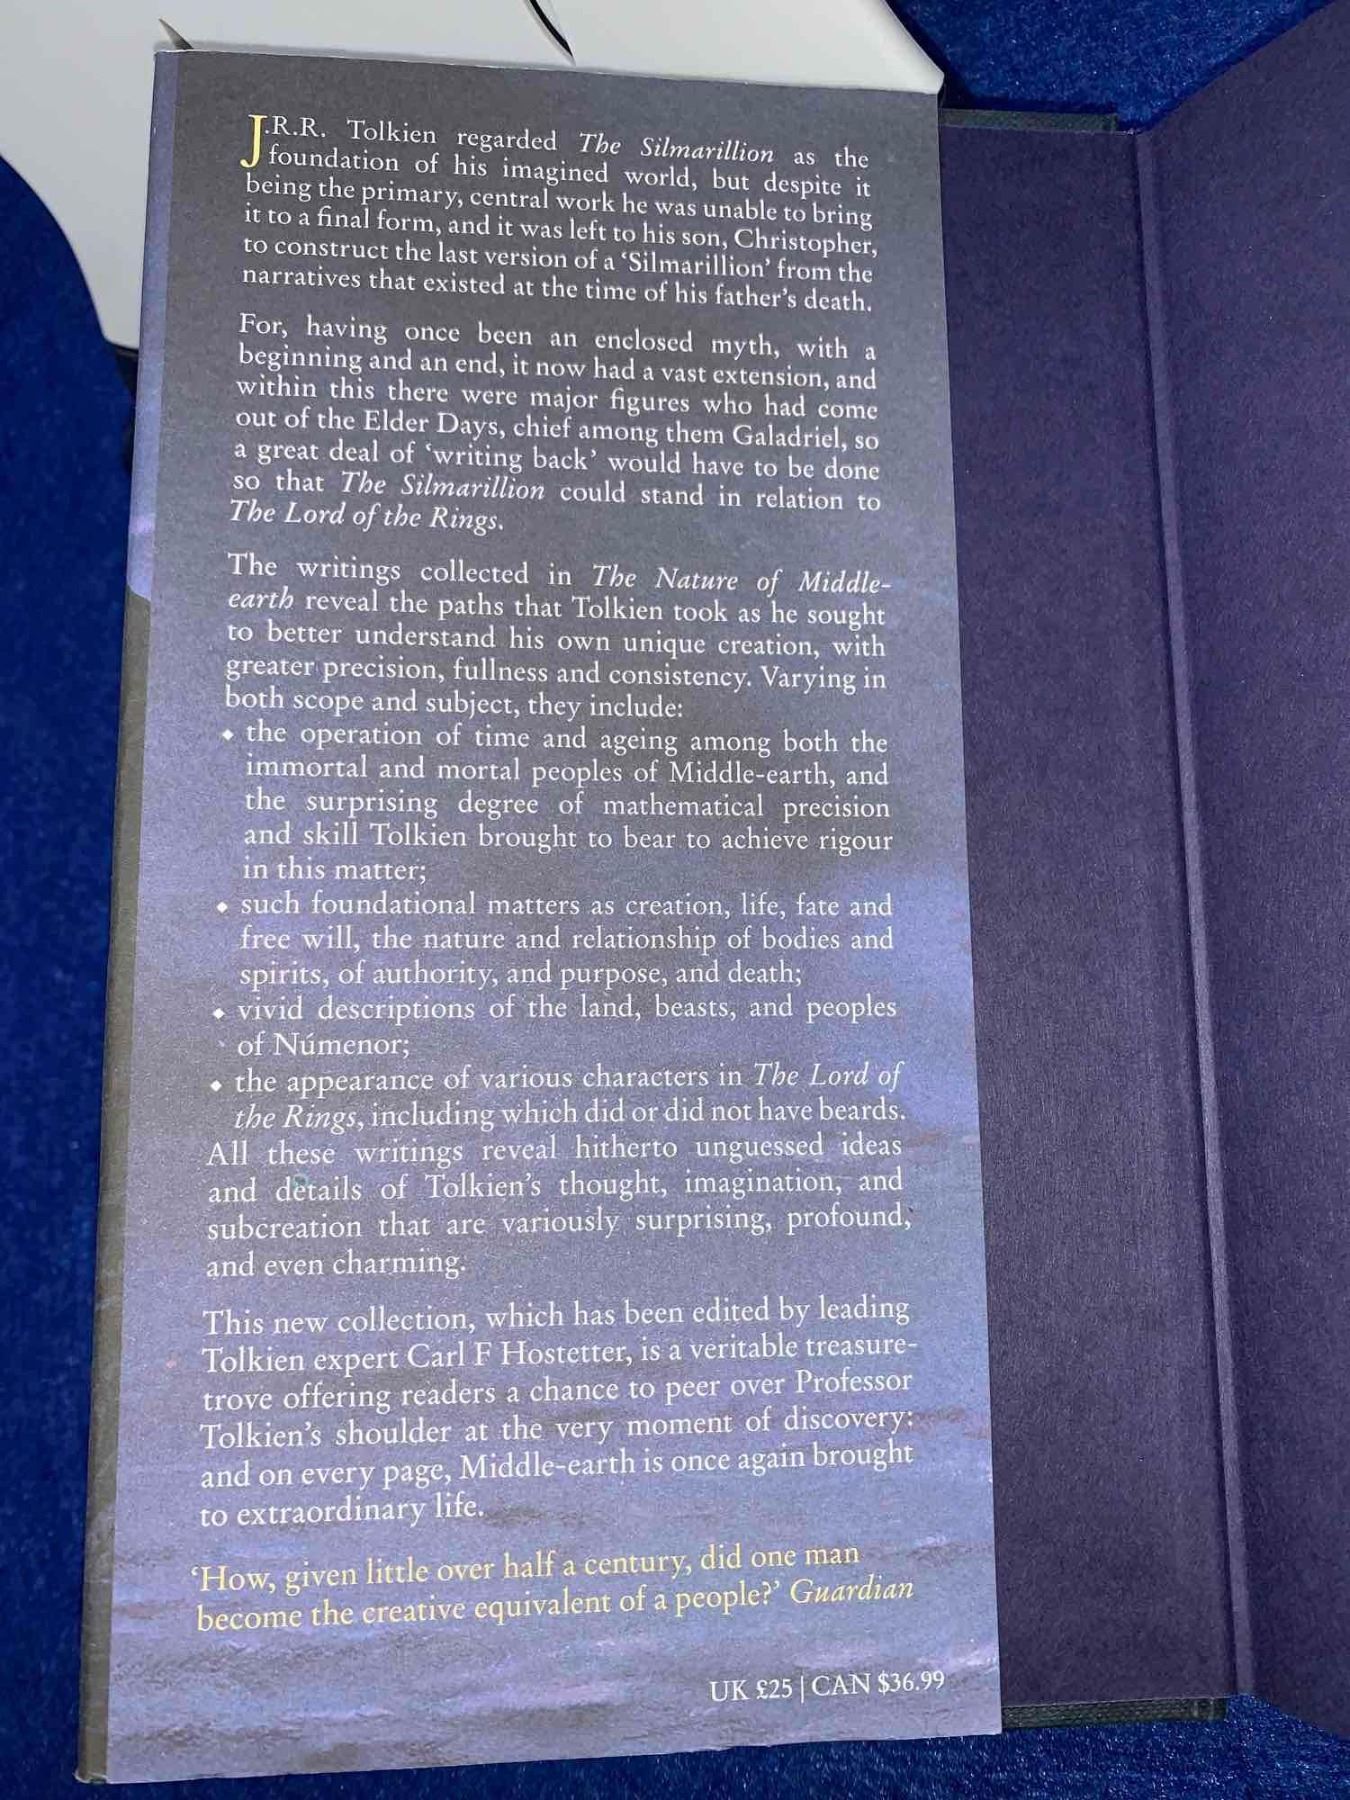 J.R.R. Tolkien regarded The Silmarillion as the
foundation of his imagined world, but despite it
being the primary, central work he was unable to bring
it to a final form, and it was left to his son, Christopher,
to construct the last version of a ‘Silmarillion’ from the
narratives that existed at the time of his father’s death.
For, having once been an enclosed myth, with a
beginning and an end, it now had a vast extension, and
within this there were major figures who had come
out of the Elder Days, chief among them Galadriel, so
a great deal of ‘writing back’ would have to be done
so that The Silmarillion could stand in relation to
The Lord of the Rings.
The writings collected in The Nature of Middle-
earth reveal the paths that Tolkien took as he sought
to better understand his own unique creation, with
greater precision, fullness and consistency. Varying in
both scope and subject, they include:
◆ the operation of time and ageing among both the
immortal and mortal peoples of Middle-earth, and
the surprising degree of mathematical precision
and skill Tolkien brought to bear to achieve rigour
in this matter;
◆ such foundational matters as creation, life, fate and
free will, the nature and relationship of bodies and
spirits, of authority, and purpose, and death;
◆ vivid descriptions of the land, beasts, and peoples
of Númenor;
◆ the appearance of various characters in The Lord of
the Rings, including which did or did not have beards.
All these writings reveal hitherto unguessed ideas
and details of Tolkien’s thought, imagination, and
subcreation that are variously surprising, profound,
and even charming.
This new collection, which has been edited by leading
Tolkien expert Carl F Hostetter, is a veritable treasure-
trove offering readers a chance to peer over Professor
Tolkien’s shoulder at the very moment of discovery:
and on every page, Middle-earth is once again brought
to extraordinary life.
‘How, given little over half a century, did one man
become the creative equivalent of a people?’ Guardian
UK £25 | CAN $36.99